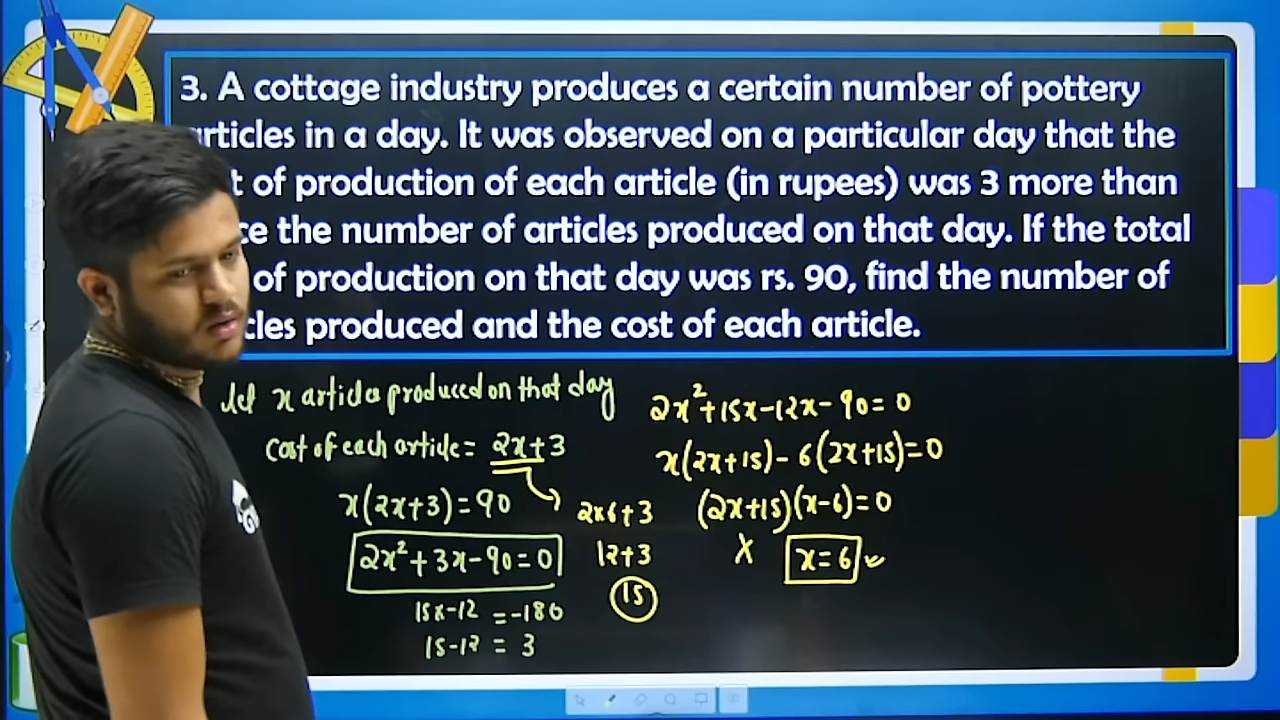 3. A cottage industry produces a certain number of pottery
articles in a day. It was observed on a particular day that the
t of production of each article (in rupees) was 3 more than
ce the number of articles produced on that day. If the total
of production on that day was rs. 90, find the number of
cles produced and the cost of each article.
Let x articles produced on that day
Cost of each article = 2x+3
x(2x+3)=90
2x²+3x-90=0
15x-12 = -180
15-12 = 3
2x6+3
12+3
15
2x²+15x-12x-90=0
x(2x+15)-6(2x+15)=0
(2x+15)(x-6)=0
X x=6